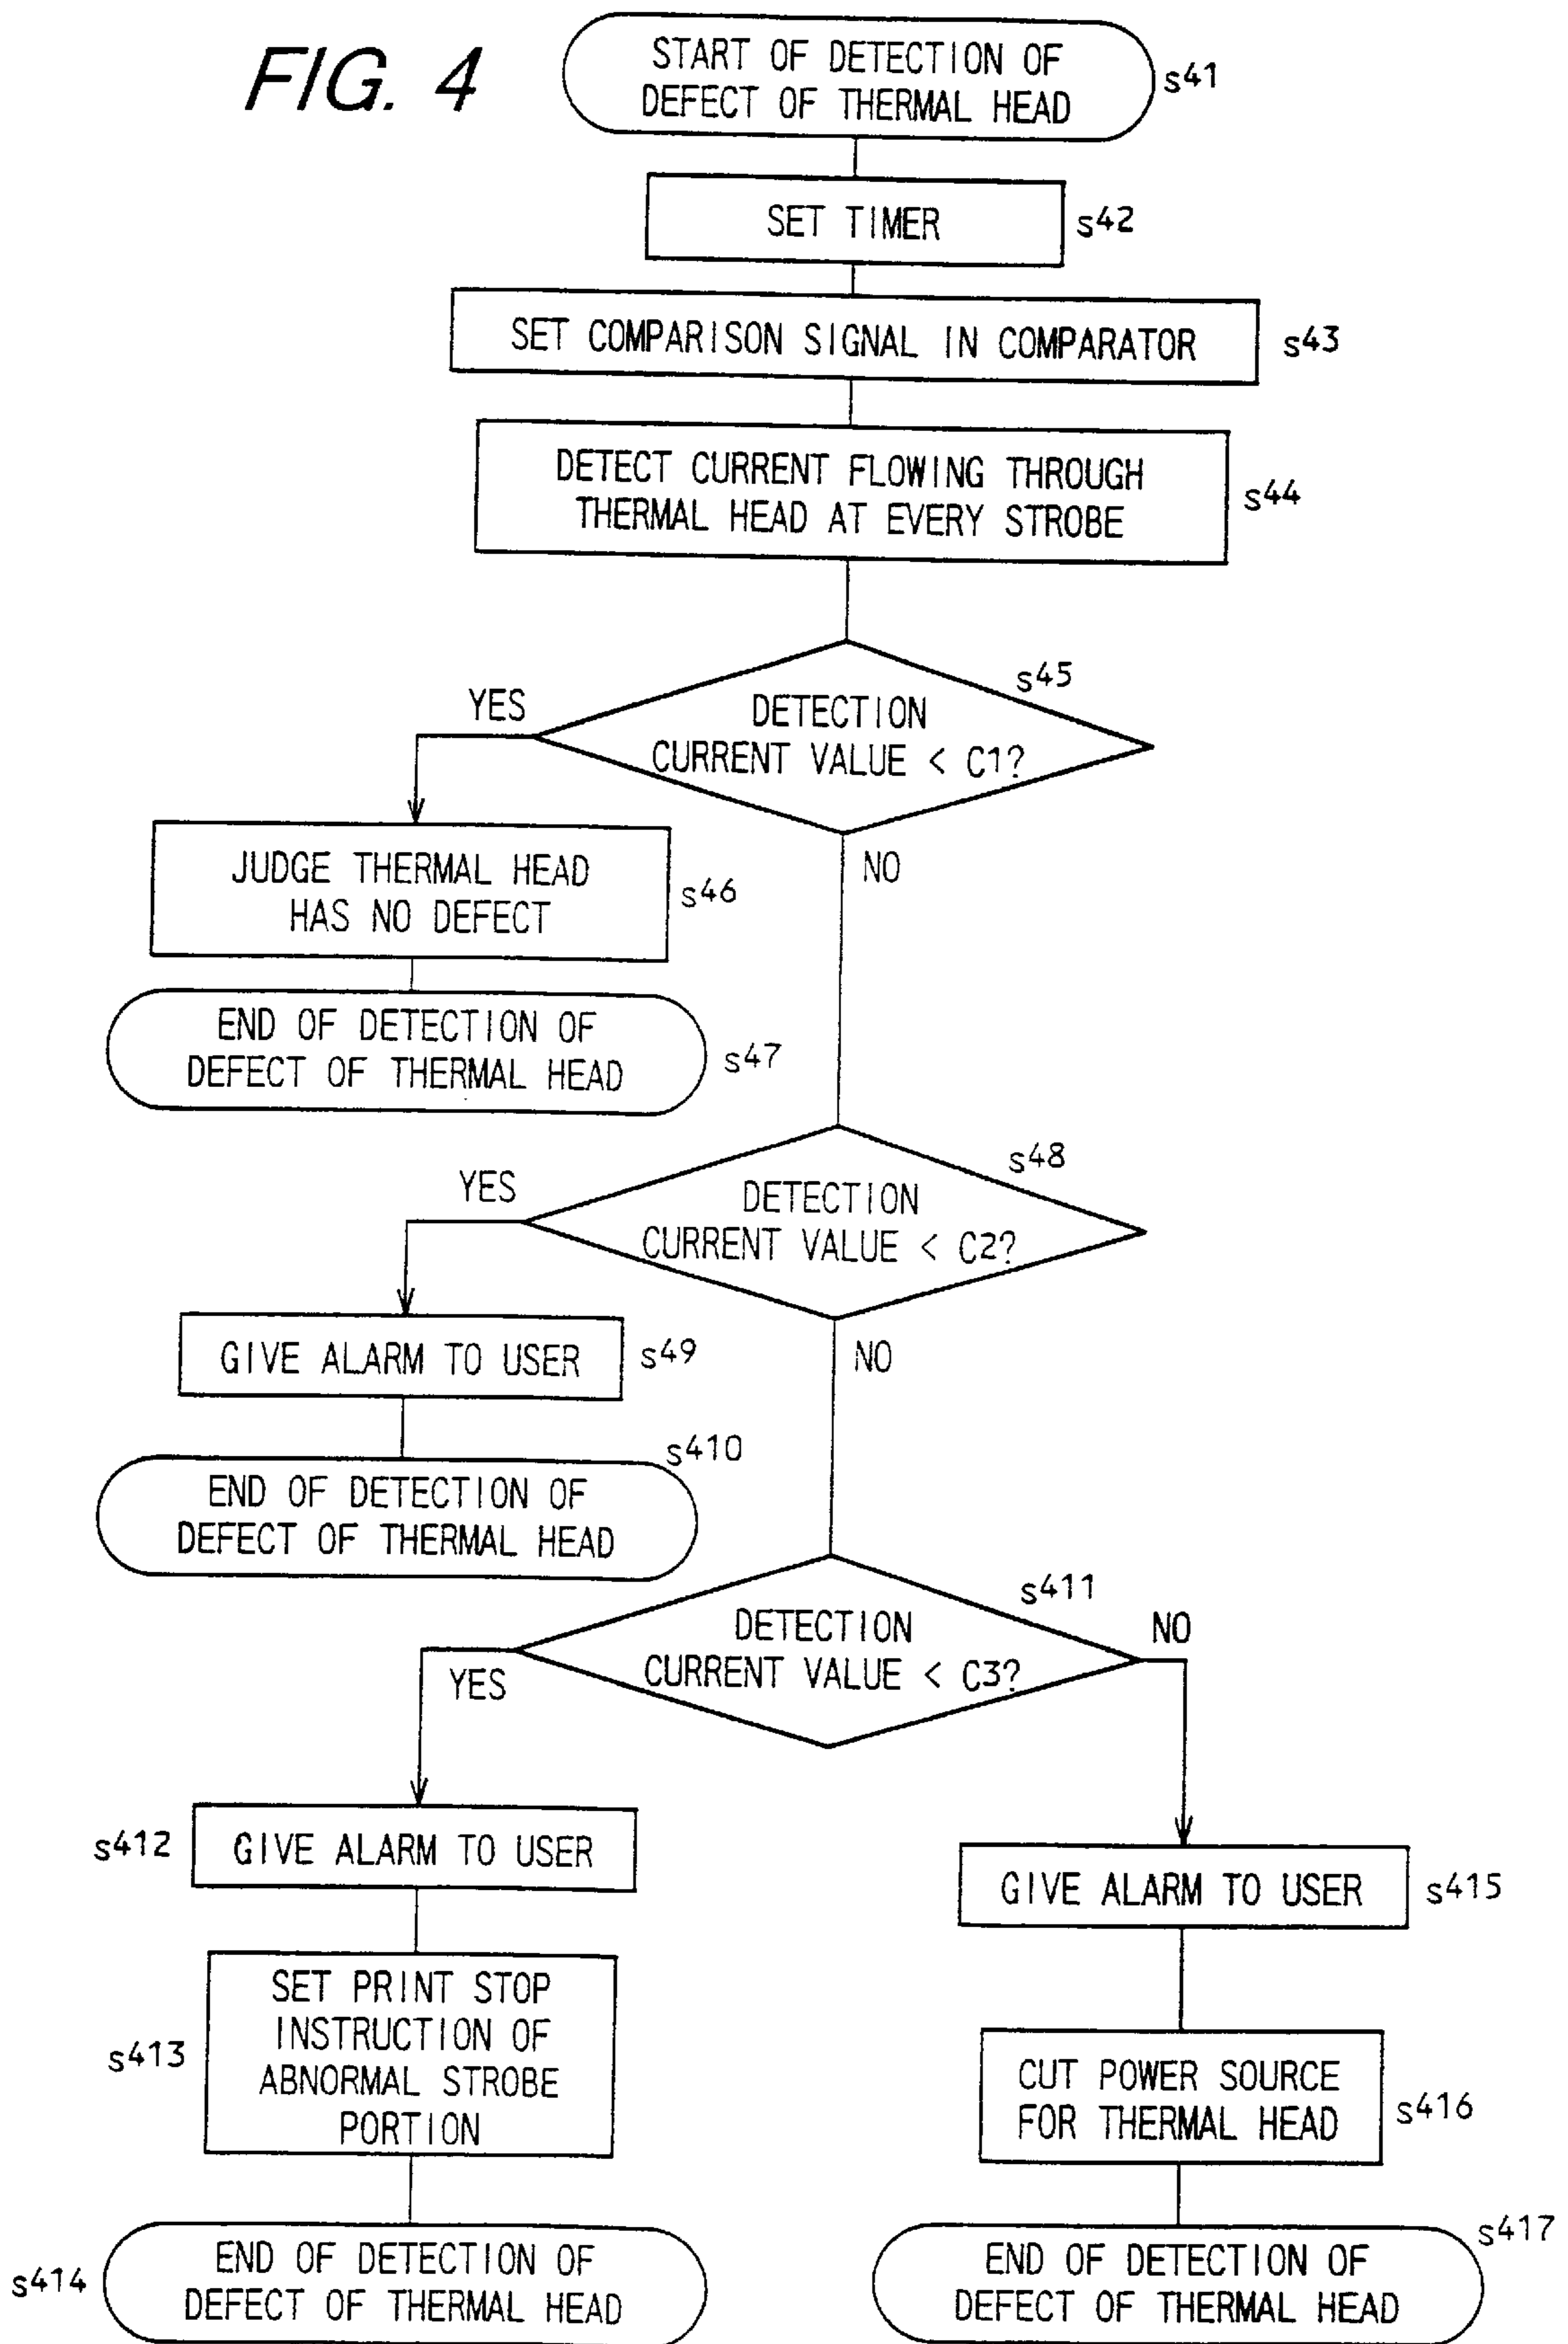 FIG. 4
START OF DETECTION OF
DEFECT OF THERMAL HEAD
s41
SET TIMER
s42
SET COMPARISON SIGNAL IN COMPARATOR
s43
DETECT CURRENT FLOWING THROUGH
THERMAL HEAD AT EVERY STROBE
s44
s45
YES
DETECTION
CURRENT VALUE < C1?
NO
JUDGE THERMAL HEAD
HAS NO DEFECT
s46
END OF DETECTION OF
DEFECT OF THERMAL HEAD
s47
s48
YES
DETECTION
CURRENT VALUE < C2?
NO
GIVE ALARM TO USER
s49
s410
END OF DETECTION OF
DEFECT OF THERMAL HEAD
s411
DETECTION
CURRENT VALUE < C3?
NO
YES
s412
GIVE ALARM TO USER
GIVE ALARM TO USER
s415
s413
SET PRINT STOP
INSTRUCTION OF
ABNORMAL STROBE
PORTION
CUT POWER SOURCE
FOR THERMAL HEAD
s416
s414
END OF DETECTION OF
DEFECT OF THERMAL HEAD
s417
END OF DETECTION OF
DEFECT OF THERMAL HEAD